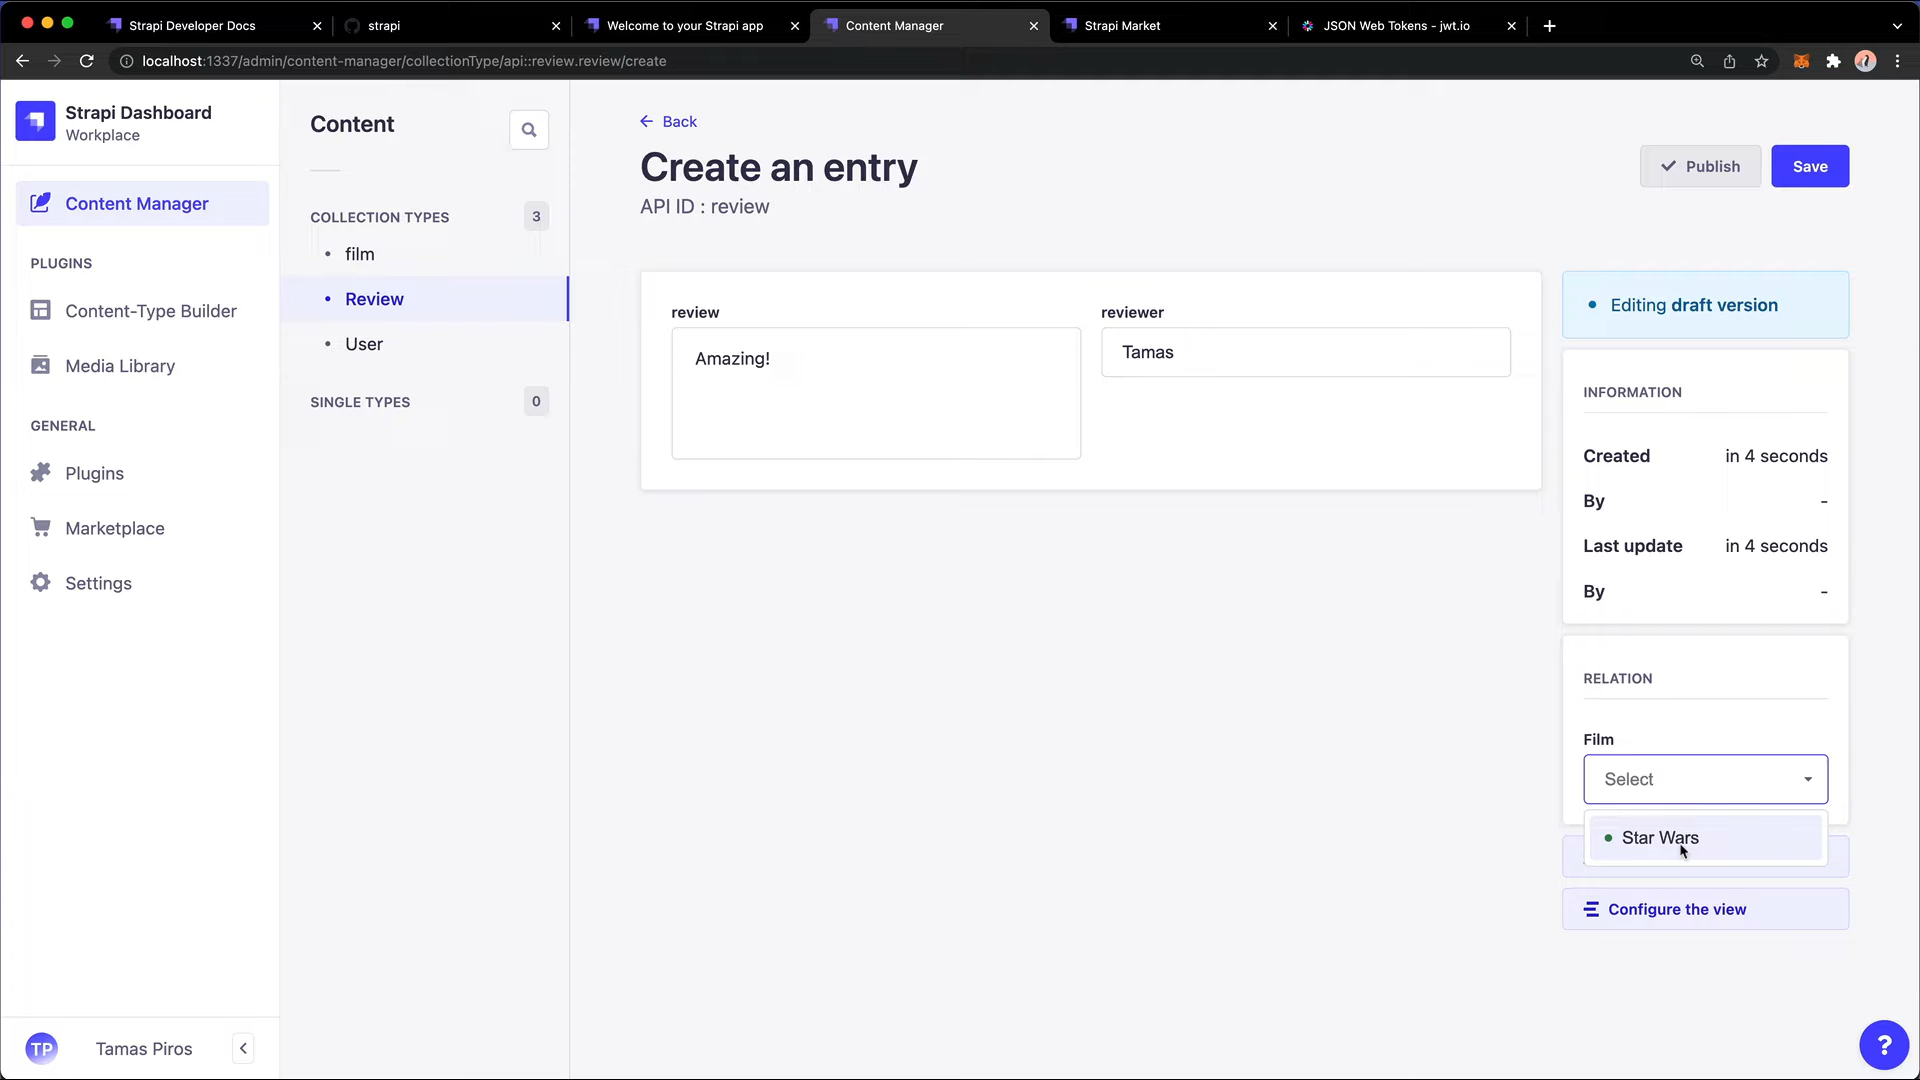 Strapi Developer Docs
strapi
Welcome to your Strapi app
Content Manager
Strapi Market
JSON Web Tokens - jwt.io
localhost:1337/admin/content-manager/collectionType/api::review.review/create
Strapi Dashboard
Workplace
Content Manager
PLUGINS
Content-Type Builder
Media Library
GENERAL
Plugins
Marketplace
Settings
TP
Tamas Piros
Content
COLLECTION TYPES
3
film
Review
User
SINGLE TYPES
0
Back
Create an entry
API ID : review
Publish
Save
review
Amazing!
reviewer
Tamas
Editing draft version
INFORMATION
Created
in 4 seconds
By
-
Last update
in 4 seconds
By
-
RELATION
Film
Select
Star Wars
Configure the view
?